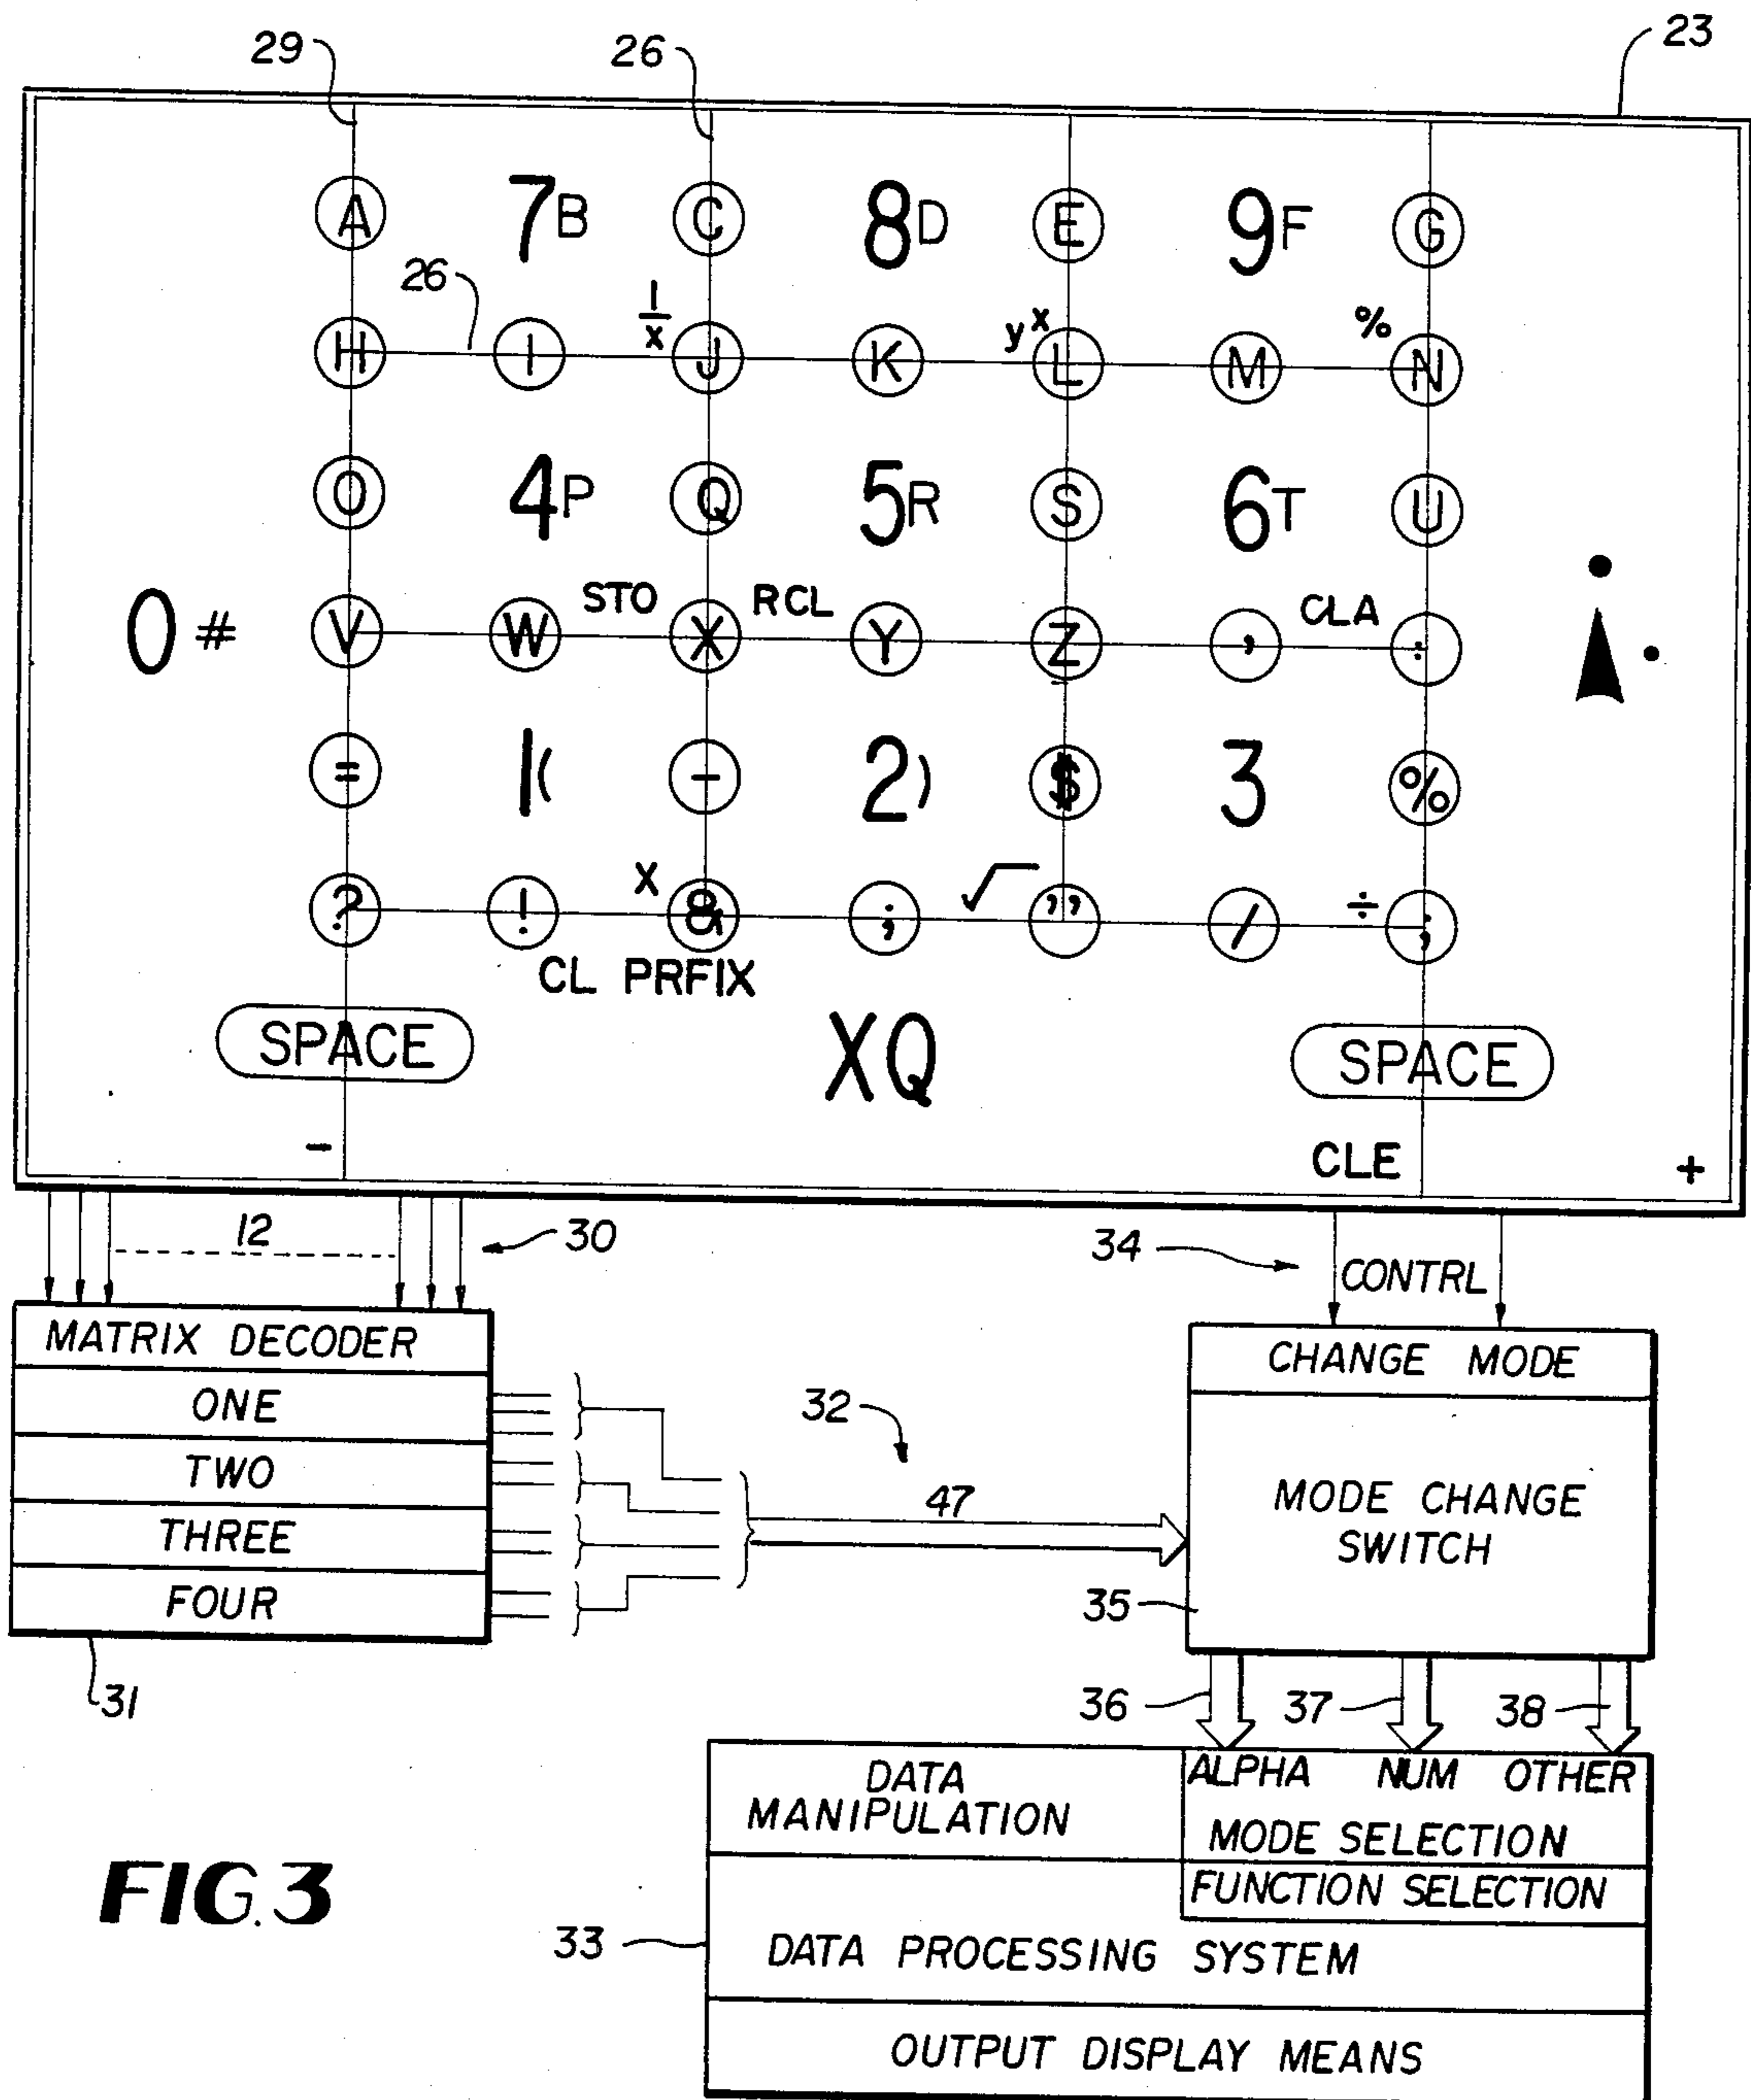 29 26 23
A 7B C 8D E 9F G
26 1/x yˣ %
H I J K L M N
O 4P Q 5R S 6T U
STO RCL CLA •
0 # V W X Y Z , : •
= 1( - 2) $ 3 %
X √ ÷
? ! & ; ,, / ;
CL PRFIX
SPACE XQ SPACE
- CLE +
12 30 34 CONTRL
MATRIX DECODER
CHANGE MODE
ONE
32
TWO
47
MODE CHANGE
SWITCH
THREE
FOUR
35
31
36 37 38
DATA
MANIPULATION
ALPHA NUM OTHER
MODE SELECTION
FUNCTION SELECTION
FIG.3
33
DATA PROCESSING SYSTEM
OUTPUT DISPLAY MEANS